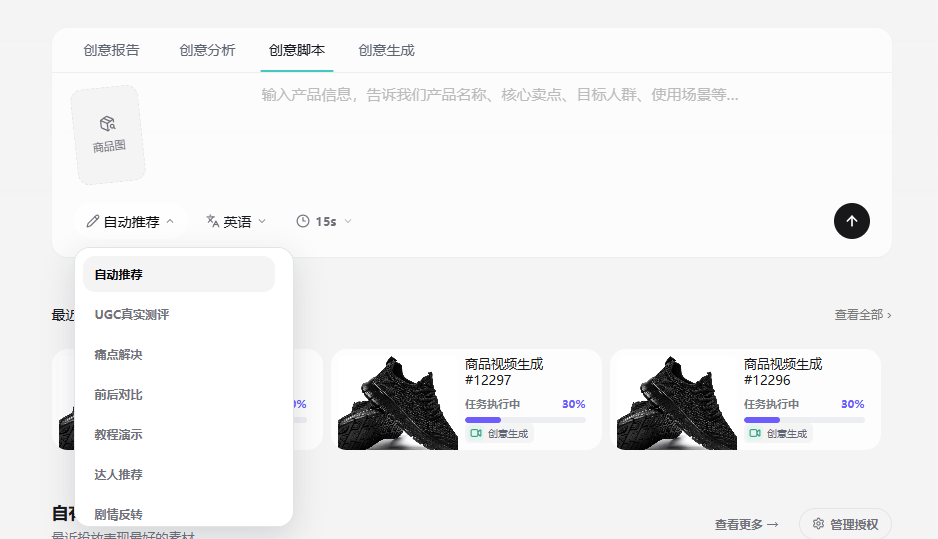 创意报告 创意分析 创意脚本 创意生成
输入产品信息，告诉我们产品名称、核心卖点、目标人群、使用场景等...
商品图
自动推荐 英语 15s
自动推荐
UGC真实测评
痛点解决
前后对比
教程演示
达人推荐
剧情反转
最近
查看全部 ›
0%
商品视频生成
#12297
任务执行中 30%
创意生成
商品视频生成
#12296
任务执行中 30%
创意生成
自有
查看更多 →
管理授权
最近投放表现最好的素材